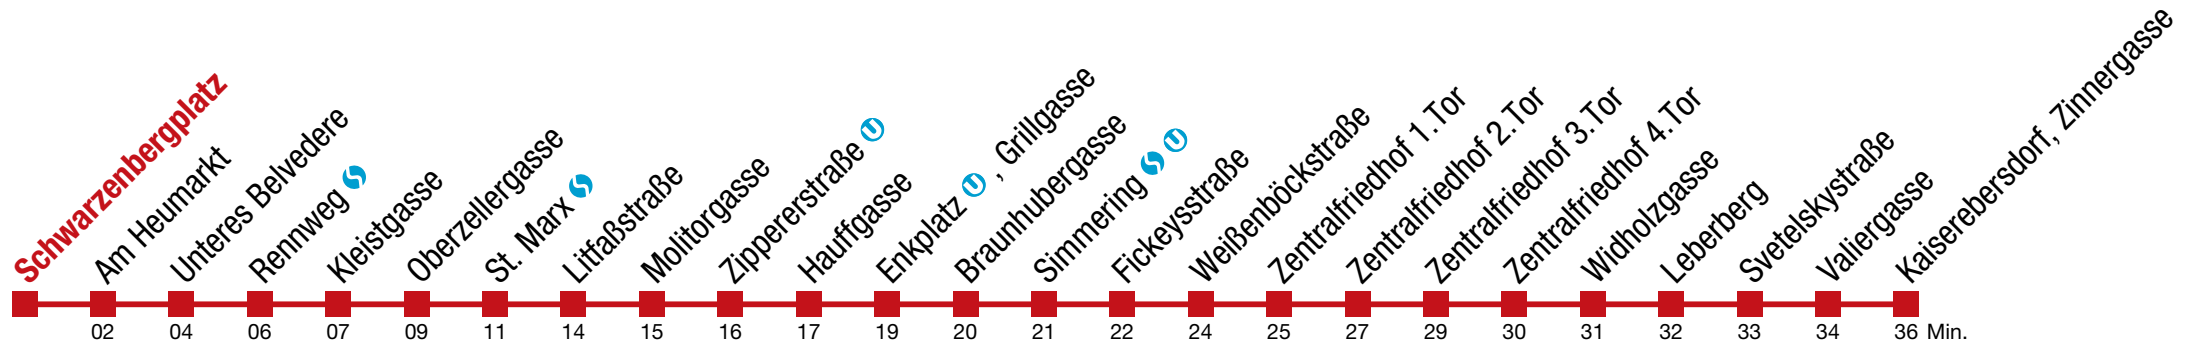 Schwarzenbergplatz
Am Heumarkt
Unteres Belvedere
Rennweg
Kleistgasse
Oberzellergasse
St. Marx
Litfaßstraße
Molitorgasse
Zippererstraße U
Hauffgasse
Enkplatz U , Grillgasse
Braunhubergasse
Simmering U
Fickeysstraße
Weißenböckstraße
Zentralfriedhof 1.Tor
Zentralfriedhof 2.Tor
Zentralfriedhof 3.Tor
Zentralfriedhof 4.Tor
Widholzgasse
Leberberg
Svetelskystraße
Valiergasse
Kaiserebersdorf, Zinnergasse
02 04 06 07 09 11 14 15 16 17 19 20 21 22 24 25 27 29 30 31 32 33 34 36 Min.